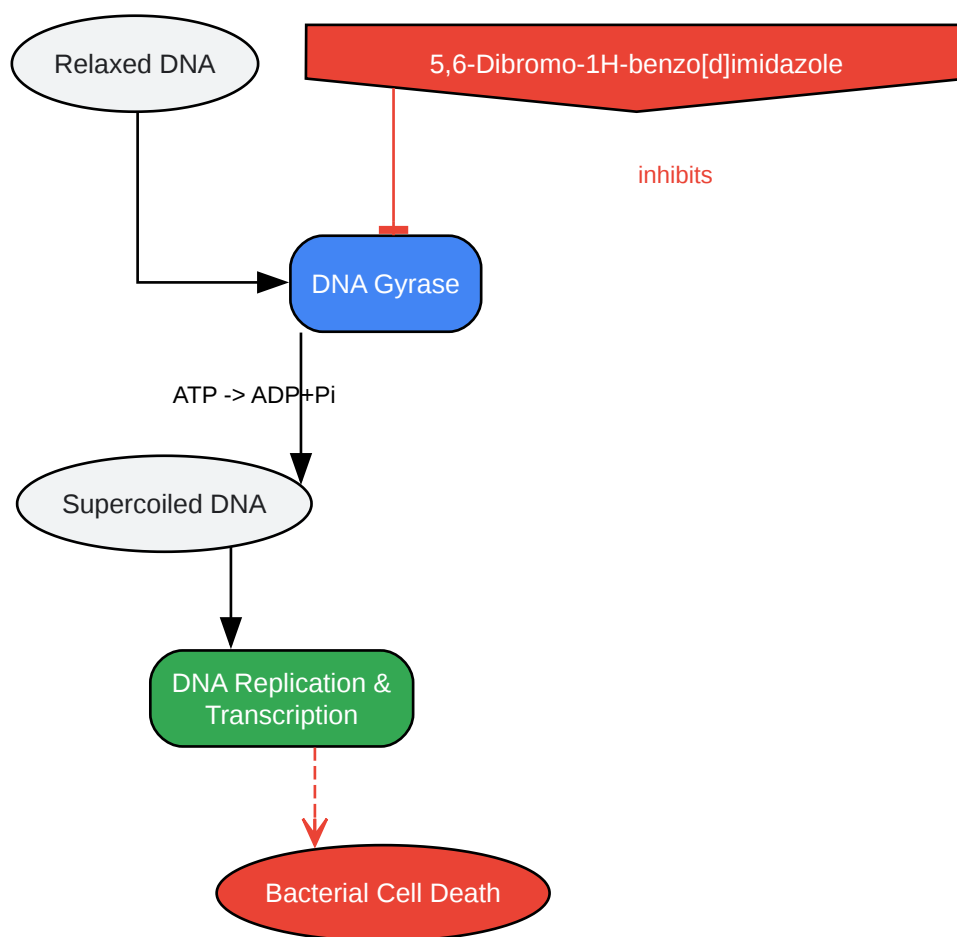 Relaxed DNA
5,6-Dibromo-1H-benzo[d]imidazole
inhibits
DNA Gyrase
ATP -> ADP+Pi
Supercoiled DNA
DNA Replication &
Transcription
Bacterial Cell Death